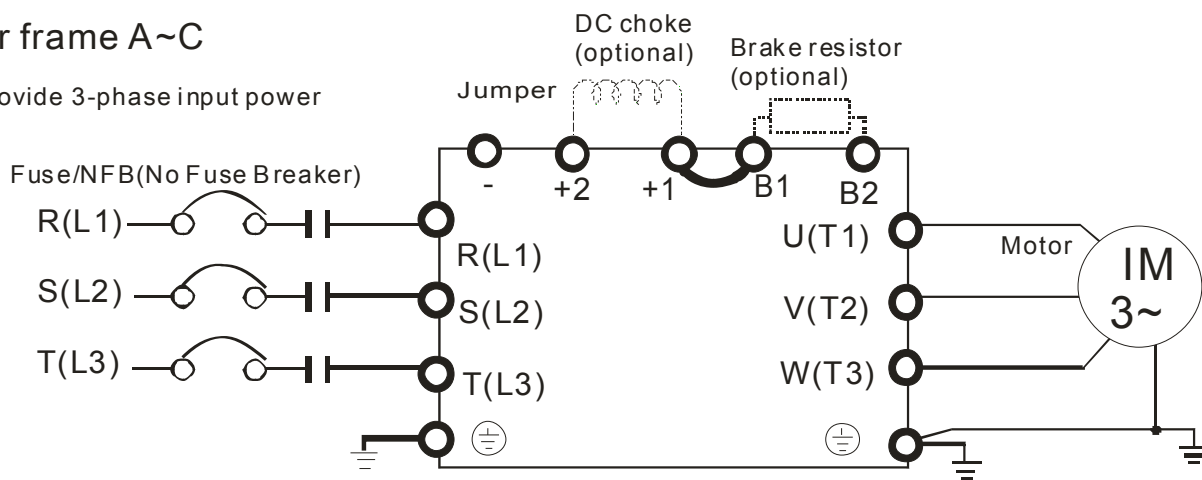 r frame A~C
ovide 3-phase input power
DC choke
(optional)
Brake resistor
(optional)
Jumper
Fuse/NFB(No Fuse Breaker)
-
+2
+1
B1
B2
R(L1)
R(L1)
U(T1)
Motor
IM
3~
S(L2)
S(L2)
V(T2)
T(L3)
T(L3)
W(T3)